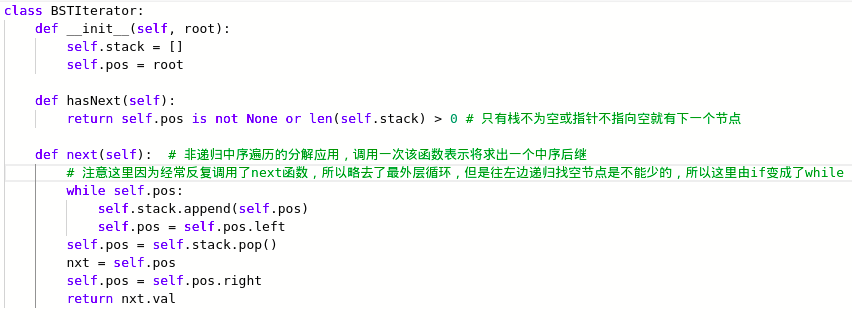 class BSTIterator:
    def __init__(self, root):
        self.stack = []
        self.pos = root
    def hasNext(self):
        return self.pos is not None or len(self.stack) > 0 # 只有栈不为空或指针不指向空就有下一个节点
    def next(self):  # 非递归中序遍历的分解应用，调用一次该函数表示将求出一个中序后继
        # 注意这里因为经常反复调用了next函数，所以略去了最外层循环，但是往左边递归找空节点是不能少的，所以这里由if变成了while
        while self.pos:
            self.stack.append(self.pos)
            self.pos = self.pos.left
        self.pos = self.stack.pop()
        nxt = self.pos
        self.pos = self.pos.right
        return nxt.val